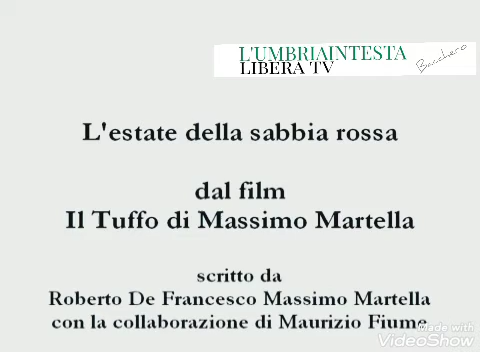 L'UMBRIAINTESTA
LIBERA TV
Bacchero
L'estate della sabbia rossa
dal film
Il Tuffo di Massimo Martella
scritto da
Roberto De Francesco Massimo Martella
con la collaborazione di Maurizio Fiume
Made with
VideoShow